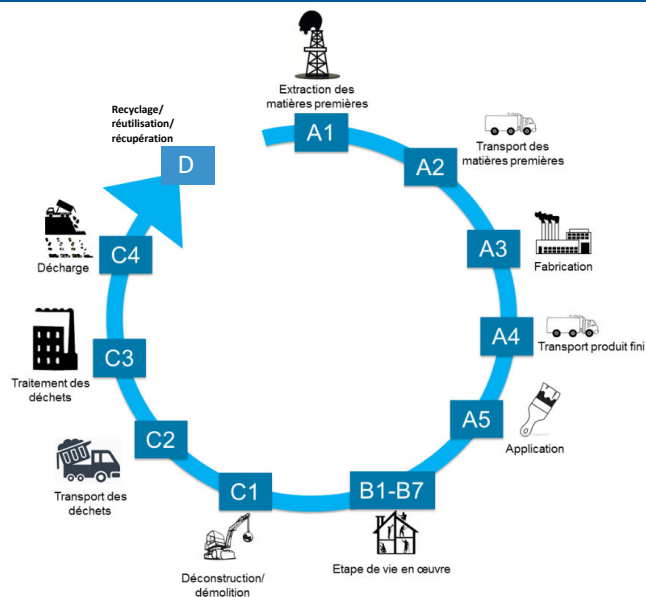 Extraction des
matières premières
A1
A2
Transport des
matières premières
A3
Fabrication
A4
Transport produit fini
A5
Application
B1-B7
Etape de vie en œuvre
C1
Déconstruction/
démolition
C2
Transport des
déchets
C3
Traitement des
déchets
C4
Décharge
D
Recyclage/
réutilisation/
récupération